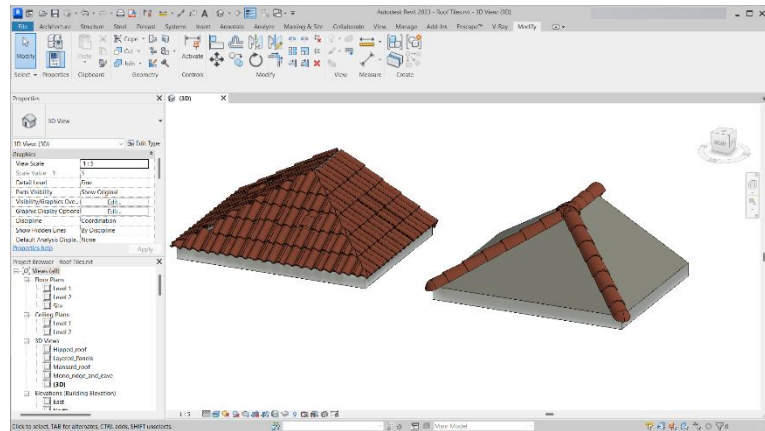 Autodesk Revit 2023 - Roof Tiles.rvt - 3D View: {3D}
File Architecture Structure Steel Precast Systems Insert Annotate Analyze Massing & Site Collaborate View Manage Add-Ins Enscape™ V-Ray Modify
Modify
Paste
Cope
Cut
Join
Activate
Select Properties Clipboard Geometry Controls Modify View Measure Create
Properties
{3D}
3D View
3D View: {3D}
Edit Type
Graphics
View Scale 1 : 5
Scale Value 1: 5
Detail Level Fine
Parts Visibility Show Original
Visibility/Graphics Ove... Edit...
Graphic Display Options Edit...
Discipline Coordination
Show Hidden Lines By Discipline
Default Analysis Displa... None
Properties help Apply
Project Browser - Roof Tiles.rvt
Views (all)
Floor Plans
Level 1
Level 2
Site
Ceiling Plans
Level 1
Level 2
3D Views
Hipped_roof
Layered_Panels
Mansard_roof
Mono_ridge_and_eave
{3D}
Elevations (Building Elevation)
East
North
1 : 5
Click to select, TAB for alternates, CTRL adds, SHIFT unselects.
Main Model